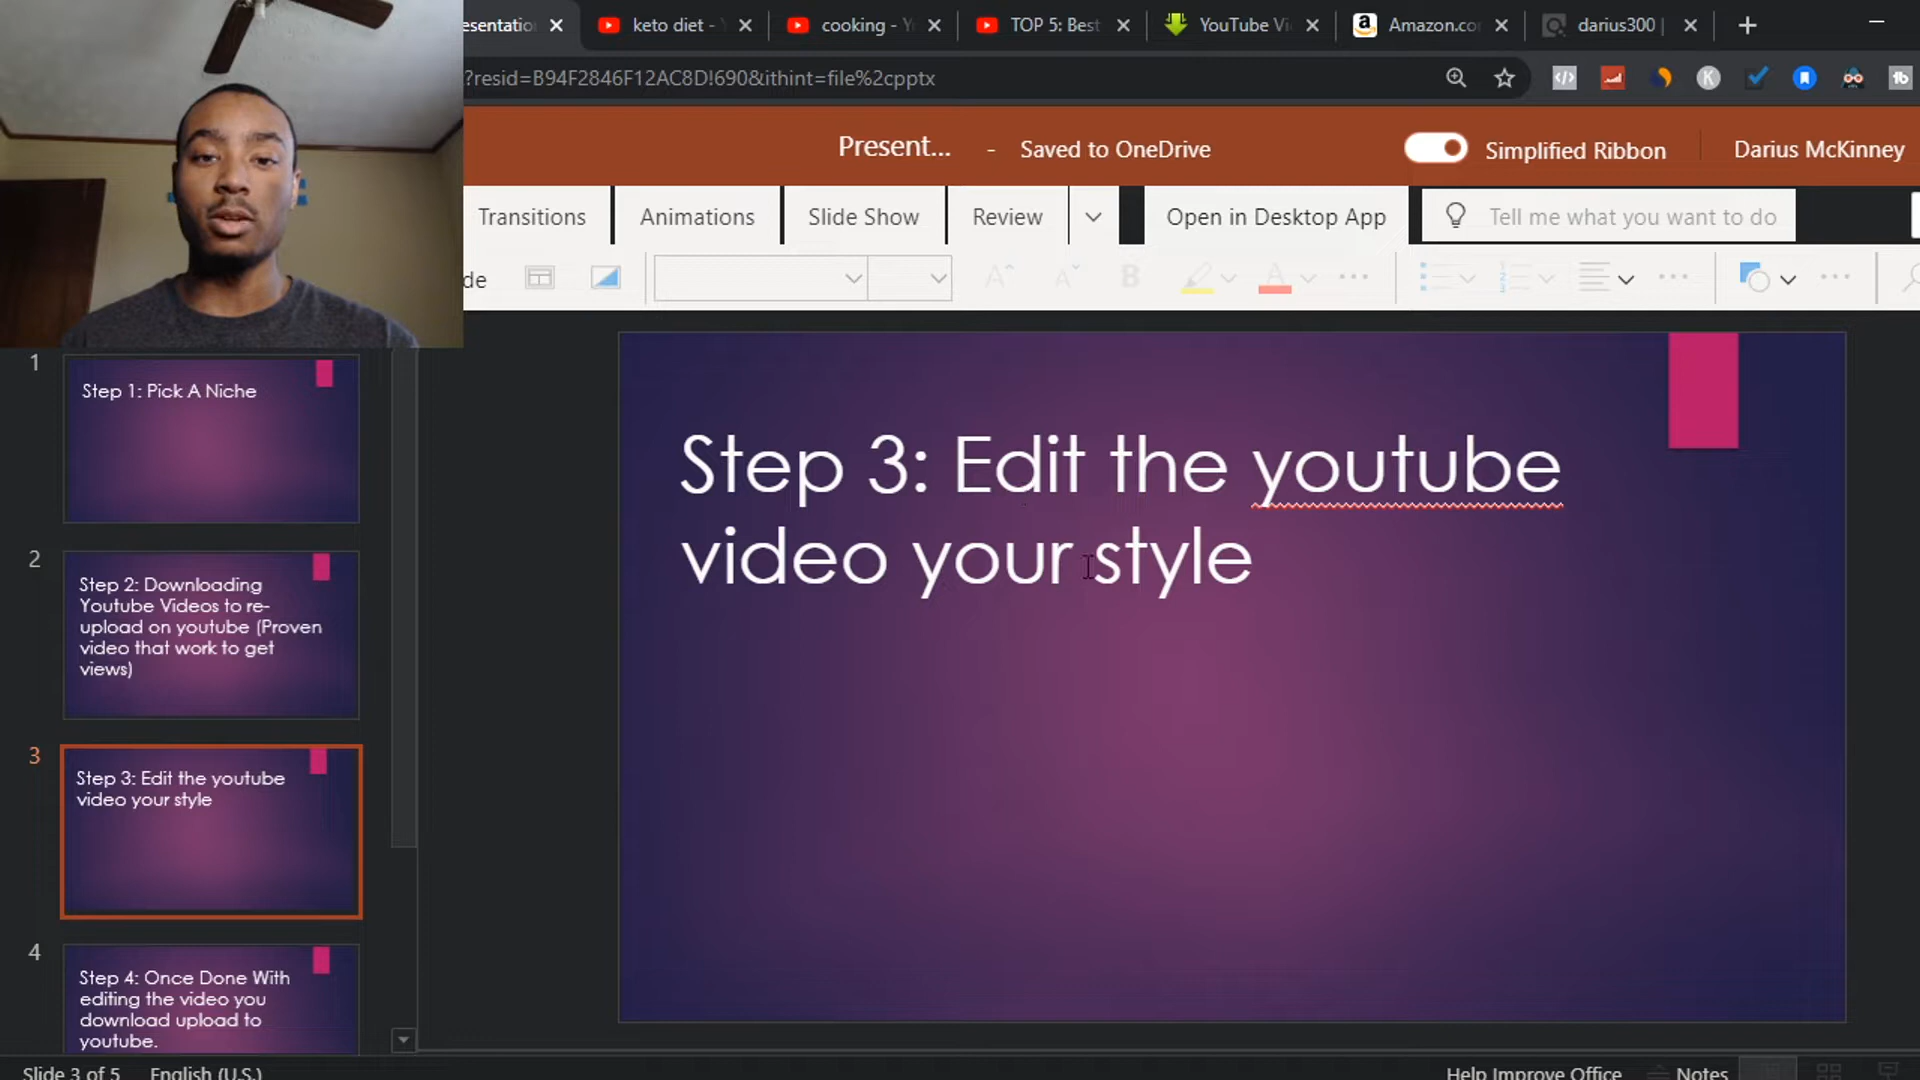 esentatio
keto diet -
cooking - Y
TOP 5: Best
YouTube Vi
Amazon.co
darius300 |
?resid=B94F2846F12AC8D!690&ithint=file%2cpptx
Present... - Saved to OneDrive
Simplified Ribbon
Darius McKinney
Transitions
Animations
Slide Show
Review
Open in Desktop App
Tell me what you want to do
de
1
Step 1: Pick A Niche
2
Step 2: Downloading
Youtube Videos to re-
upload on youtube (Proven
video that work to get
views)
3
Step 3: Edit the youtube
video your style
4
Step 4: Once Done With
editing the video you
download upload to
youtube.
Step 3: Edit the youtube
video your style
Slide 3 of 5
English (U.S.)
Help Improve Office
Notes